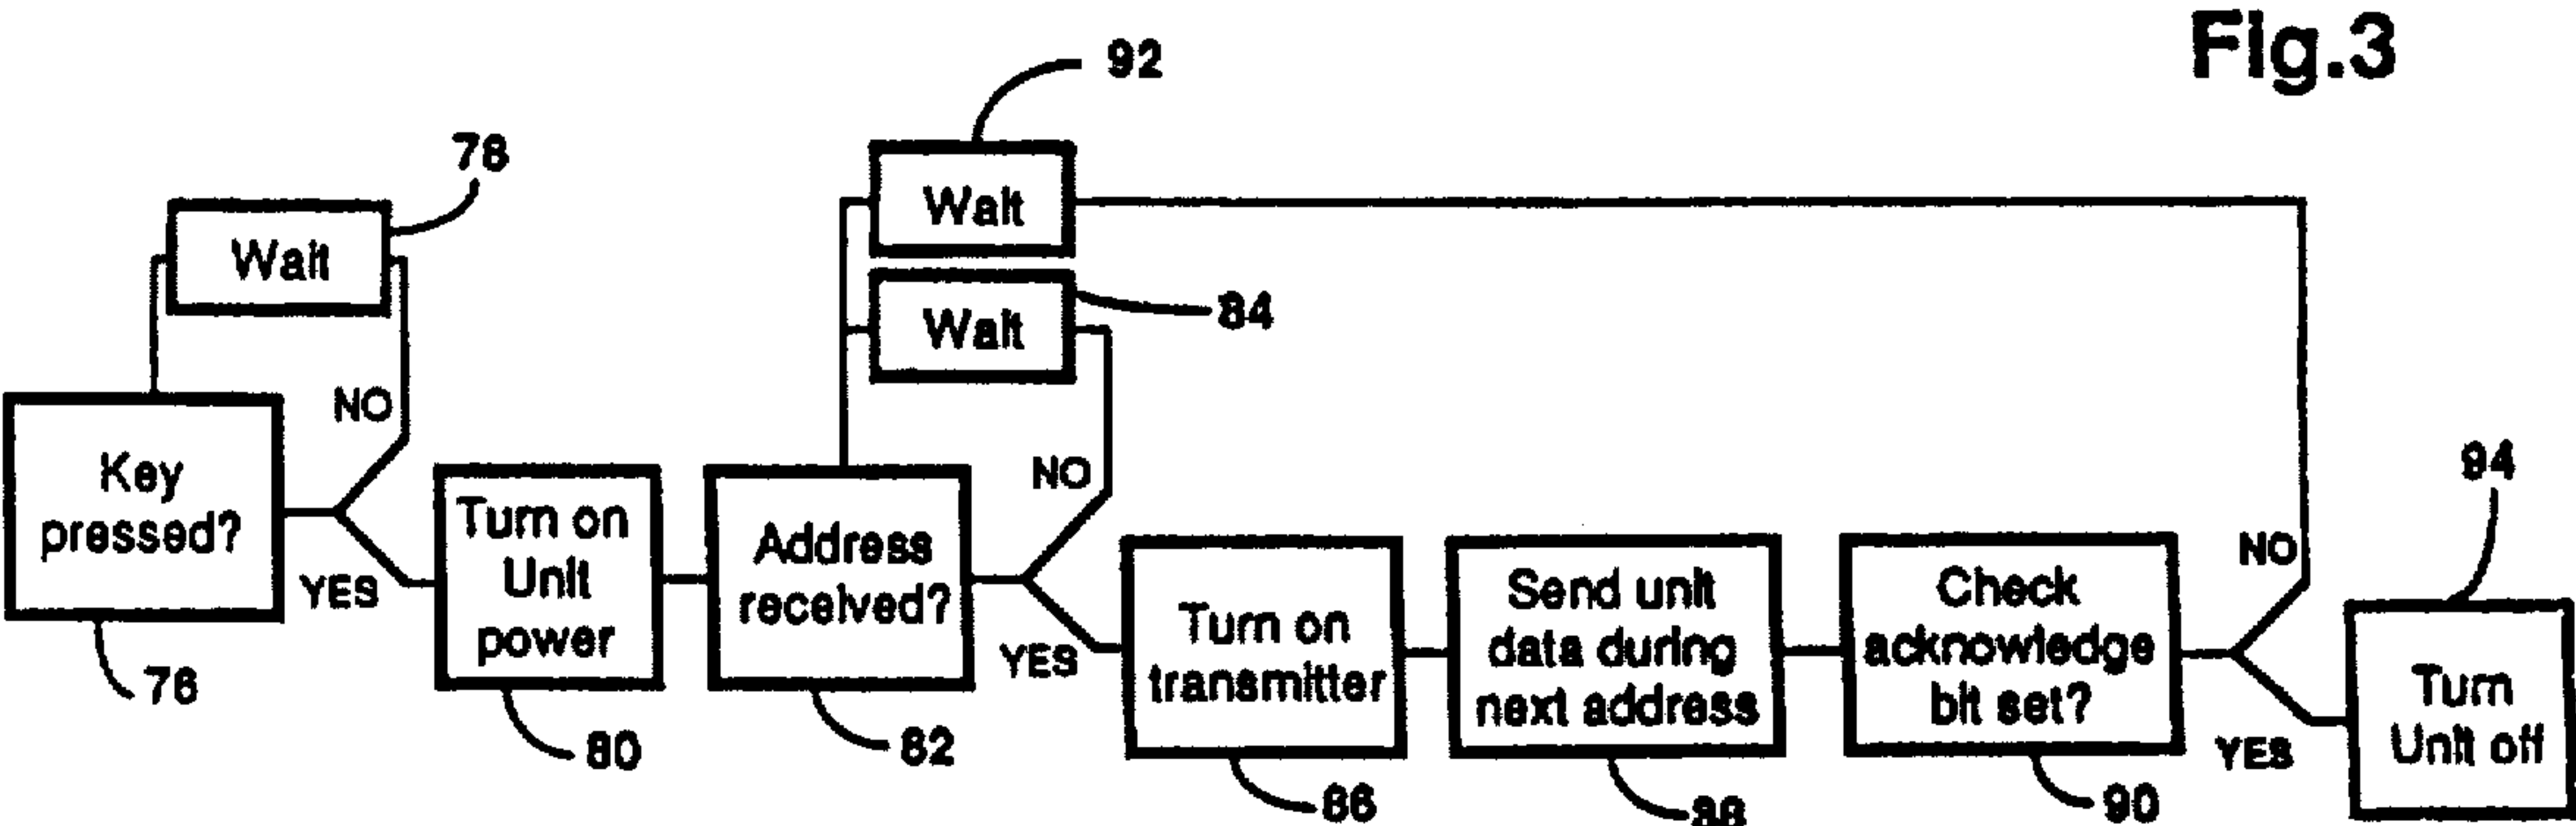 Fig.3
92
78
Wait
Wait
84
Wait
NO
Key
pressed?
YES
76
Turn on
Unit
power
80
Address
received?
82
NO
YES
Turn on
transmitter
86
Send unit
data during
next address
88
Check
acknowledge
bit set?
90
NO
YES
94
Turn
Unit off